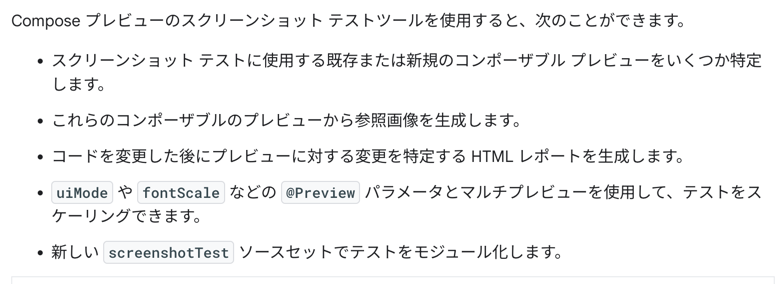 Compose プレビューのスクリーンショット テストツールを使用すると、次のことができます。
• スクリーンショット テストに使用する既存または新規のコンポーザブル プレビューをいくつか特定
します。
• これらのコンポーザブルのプレビューから参照画像を生成します。
• コードを変更した後にプレビューに対する変更を特定する HTML レポートを生成します。
• uiMode や fontScale などの @Preview パラメータとマルチプレビューを使用して、テストをス
ケーリングできます。
• 新しい screenshotTest ソースセットでテストをモジュール化します。